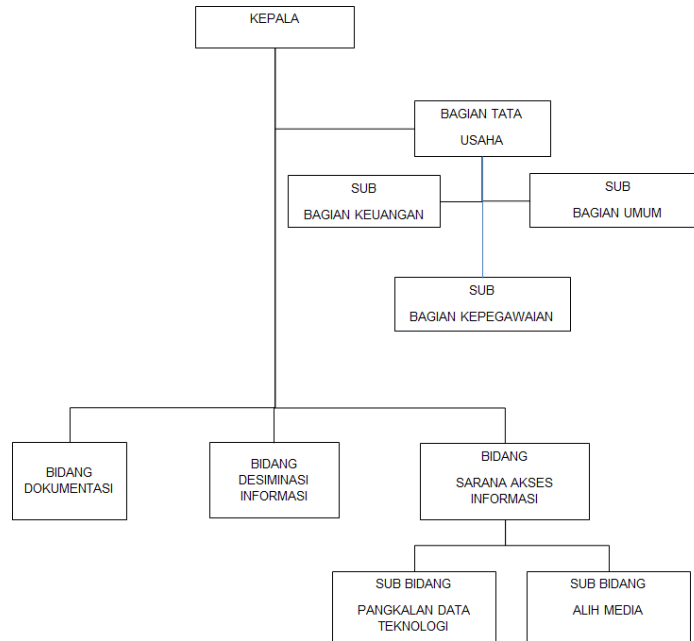 KEPALA
BAGIAN TATA
USAHA
SUB
BAGIAN KEUANGAN
SUB
BAGIAN UMUM
SUB
BAGIAN KEPEGAWAIAN
BIDANG
DOKUMENTASI
BIDANG
DESIMINASI
INFORMASI
BIDANG
SARANA AKSES
INFORMASI
SUB BIDANG
PANGKALAN DATA
TEKNOLOGI
SUB BIDANG
ALIH MEDIA